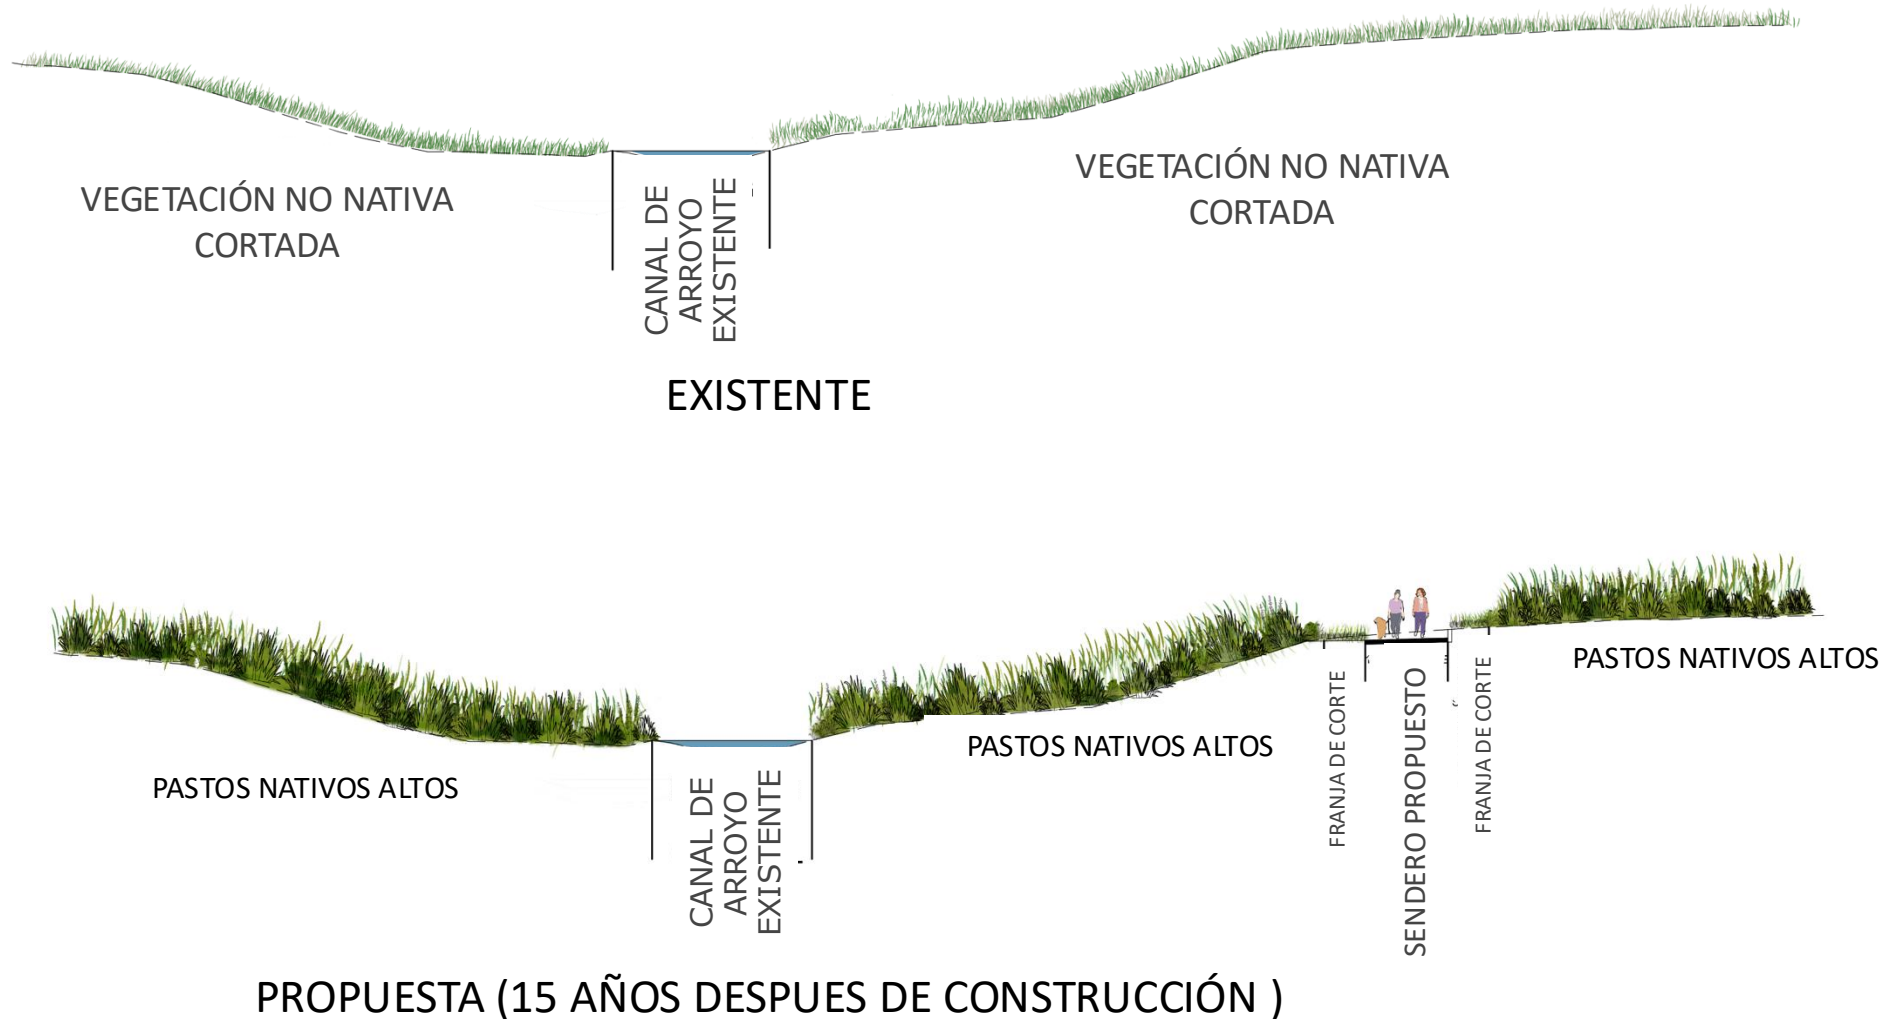 VEGETACIÓN NO NATIVA
CORTADA
CANAL DE
ARROYO
EXISTENTE
VEGETACIÓN NO NATIVA
CORTADA
EXISTENTE
PASTOS NATIVOS ALTOS
CANAL DE
ARROYO
EXISTENTE
PASTOS NATIVOS ALTOS
FRANJA DE CORTE
SENDERO PROPUESTO
FRANJA DE CORTE
PASTOS NATIVOS ALTOS
PROPUESTA (15 AÑOS DESPUES DE CONSTRUCCIÓN )